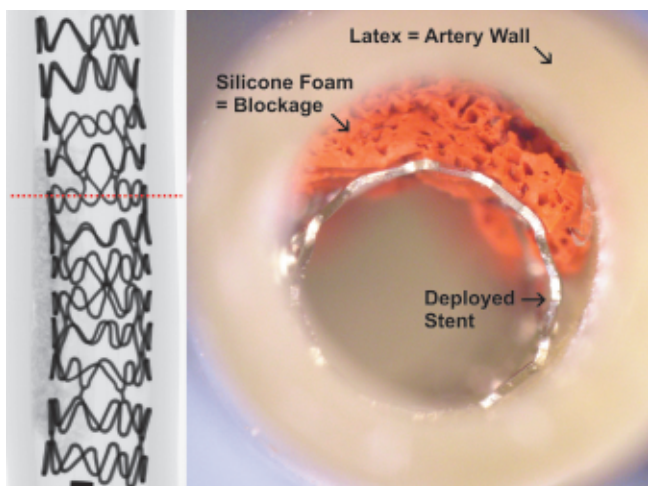 Latex = Artery Wall
Silicone Foam
= Blockage
Deployed
Stent